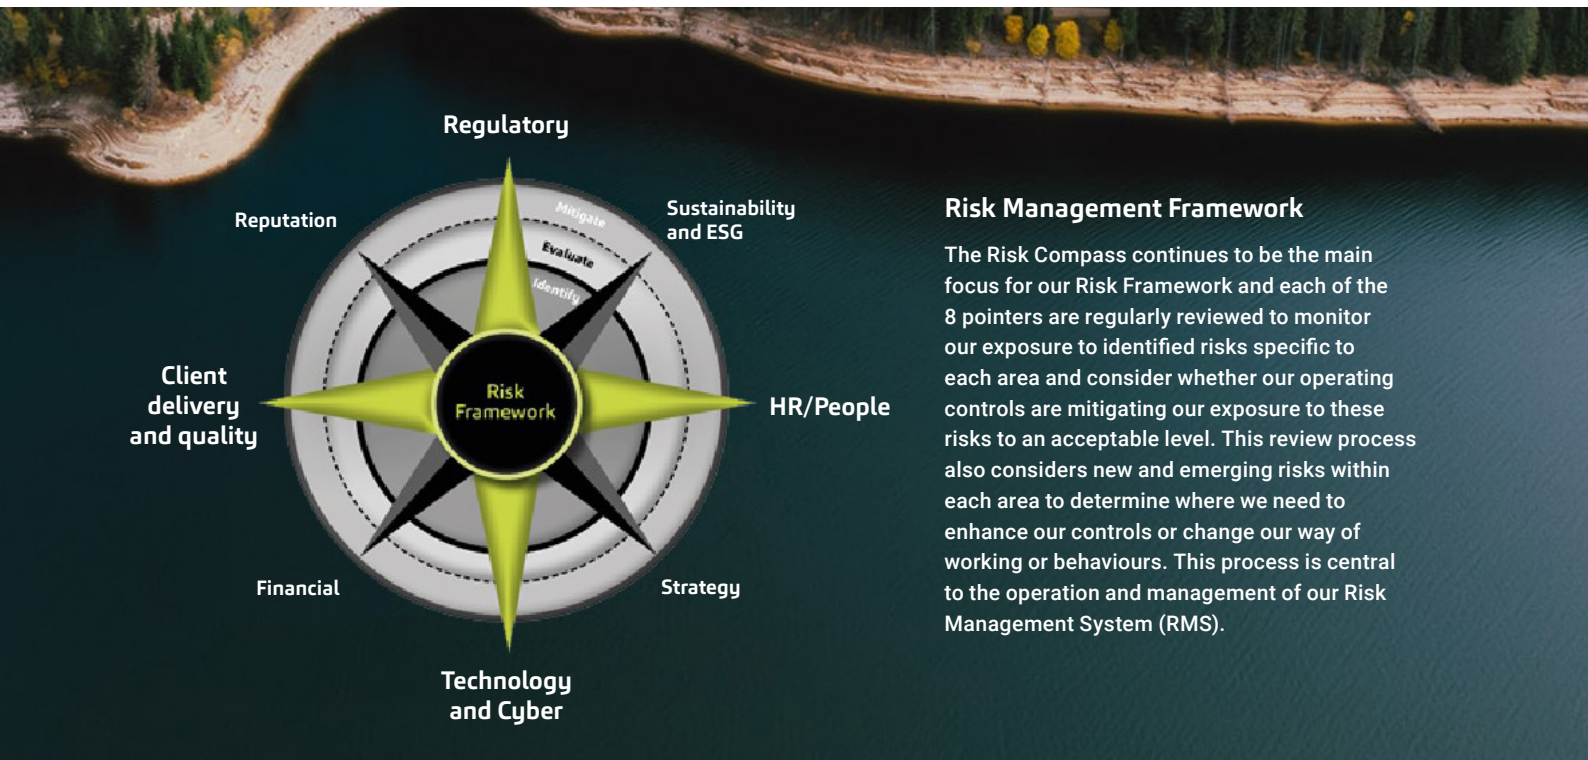 Regulatory
Reputation
Sustainability
and ESG
Mitigate
Evaluate
Identify
Client
delivery
and quality
Risk
Framework
HR/People
Financial
Strategy
Technology
and Cyber
Risk Management Framework
The Risk Compass continues to be the main
focus for our Risk Framework and each of the
8 pointers are regularly reviewed to monitor
our exposure to identified risks specific to
each area and consider whether our operating
controls are mitigating our exposure to these
risks to an acceptable level. This review process
also considers new and emerging risks within
each area to determine where we need to
enhance our controls or change our way of
working or behaviours. This process is central
to the operation and management of our Risk
Management System (RMS).